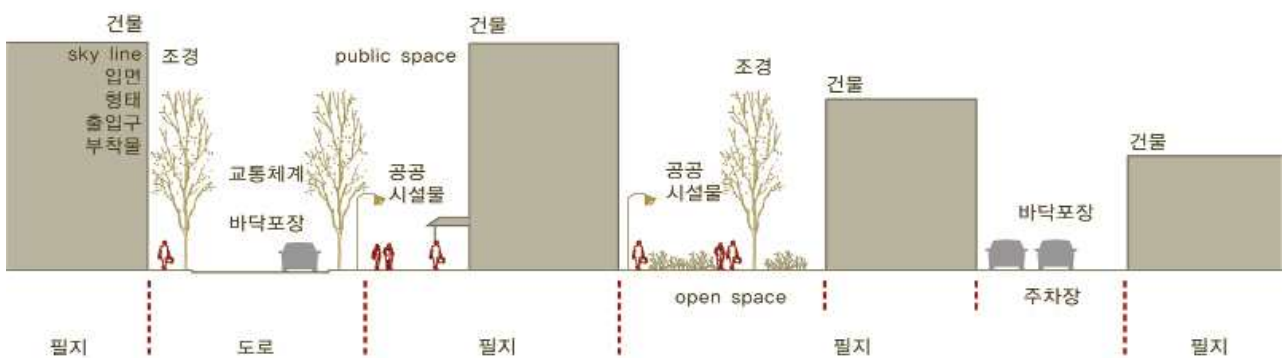 건물
sky line
입면
형태
출입구
부착물
조경
교통체계
바닥포장
public space
공공
시설물
건물
공공
시설물
조경
open space
건물
바닥포장
주차장
건물
필지
도로
필지
필지
필지